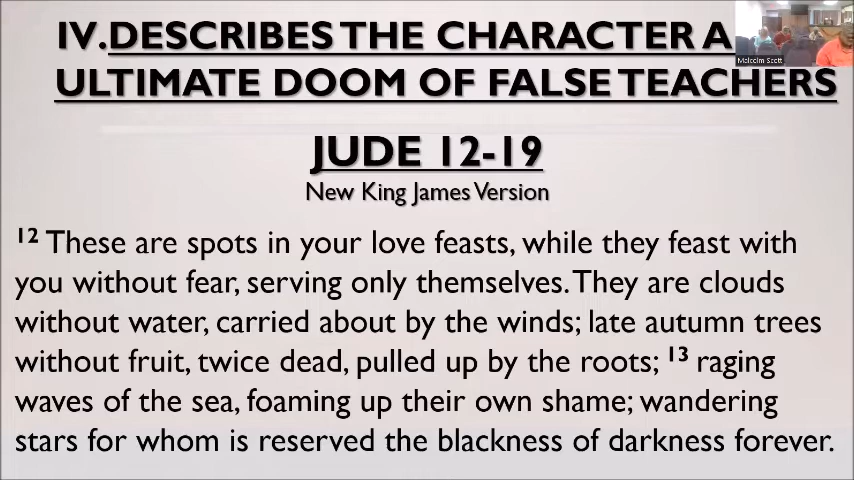 IV.DESCRIBES THE CHARACTER A
Malcolm Scott
ULTIMATE DOOM OF FALSE TEACHERS
JUDE 12-19
New King James Version
12 These are spots in your love feasts, while they feast with
you without fear, serving only themselves. They are clouds
without water, carried about by the winds; late autumn trees
without fruit, twice dead, pulled up by the roots; 13 raging
waves of the sea, foaming up their own shame; wandering
stars for whom is reserved the blackness of darkness forever.